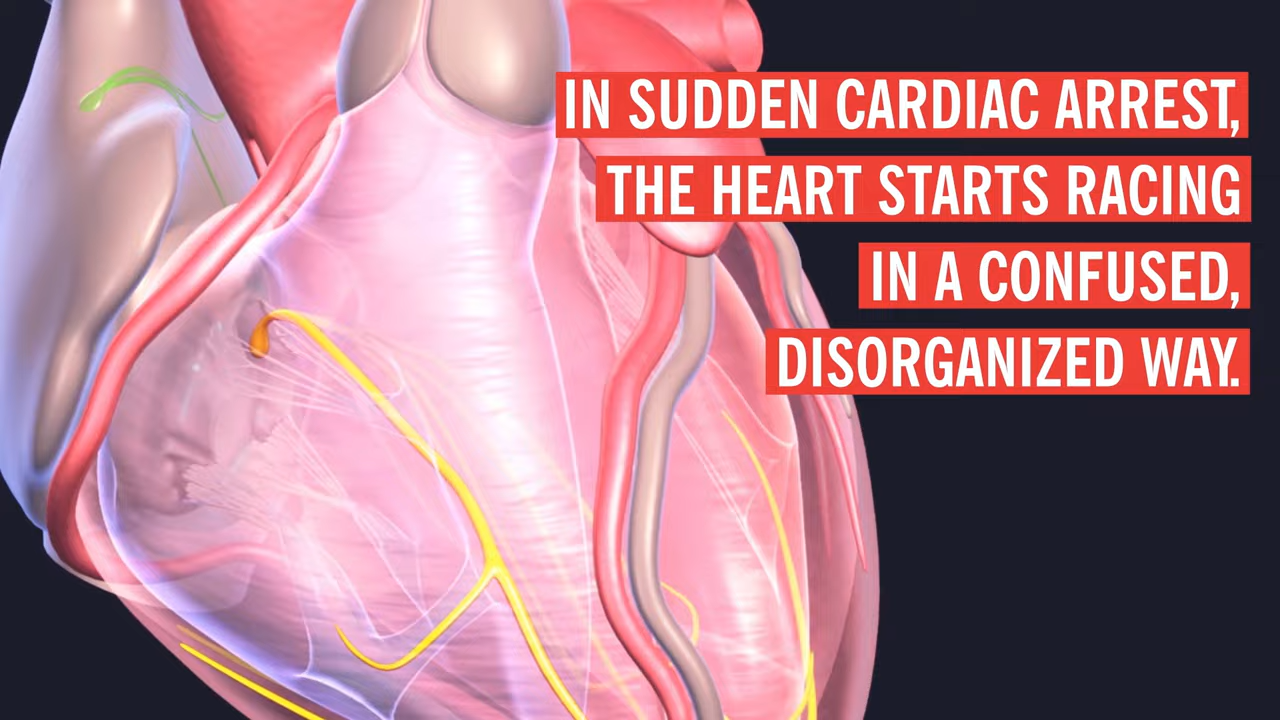 IN SUDDEN CARDIAC ARREST,
THE HEART STARTS RACING
IN A CONFUSED,
DISORGANIZED WAY.